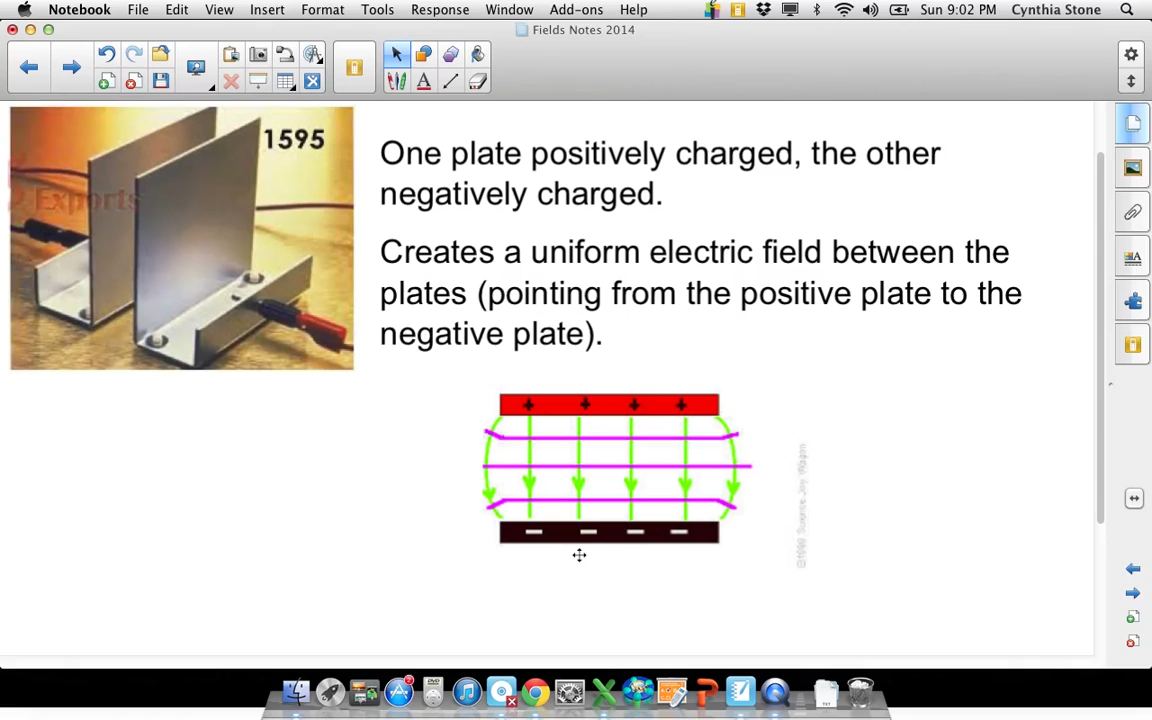 Notebook File Edit View Insert Format Tools Response Window Add-ons Help Sun 9:02 PM Cynthia Stone
Fields Notes 2014
1595
Exports
One plate positively charged, the other
negatively charged.
Creates a uniform electric field between the
plates (pointing from the positive plate to the
negative plate).
+ + + +
− − − −